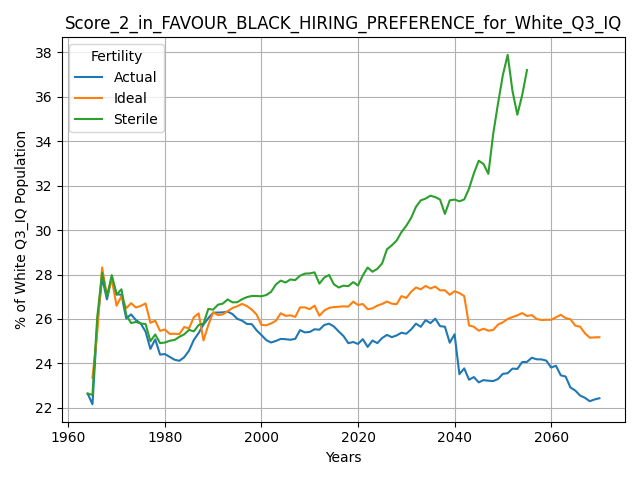 Score_2_in_FAVOUR_BLACK_HIRING_PREFERENCE_for_White_Q3_IQ
Fertility
Actual
Ideal
Sterile
% of White Q3_IQ Population
38
36
34
32
30
28
26
24
22
1960
1980
2000
2020
2040
2060
Years